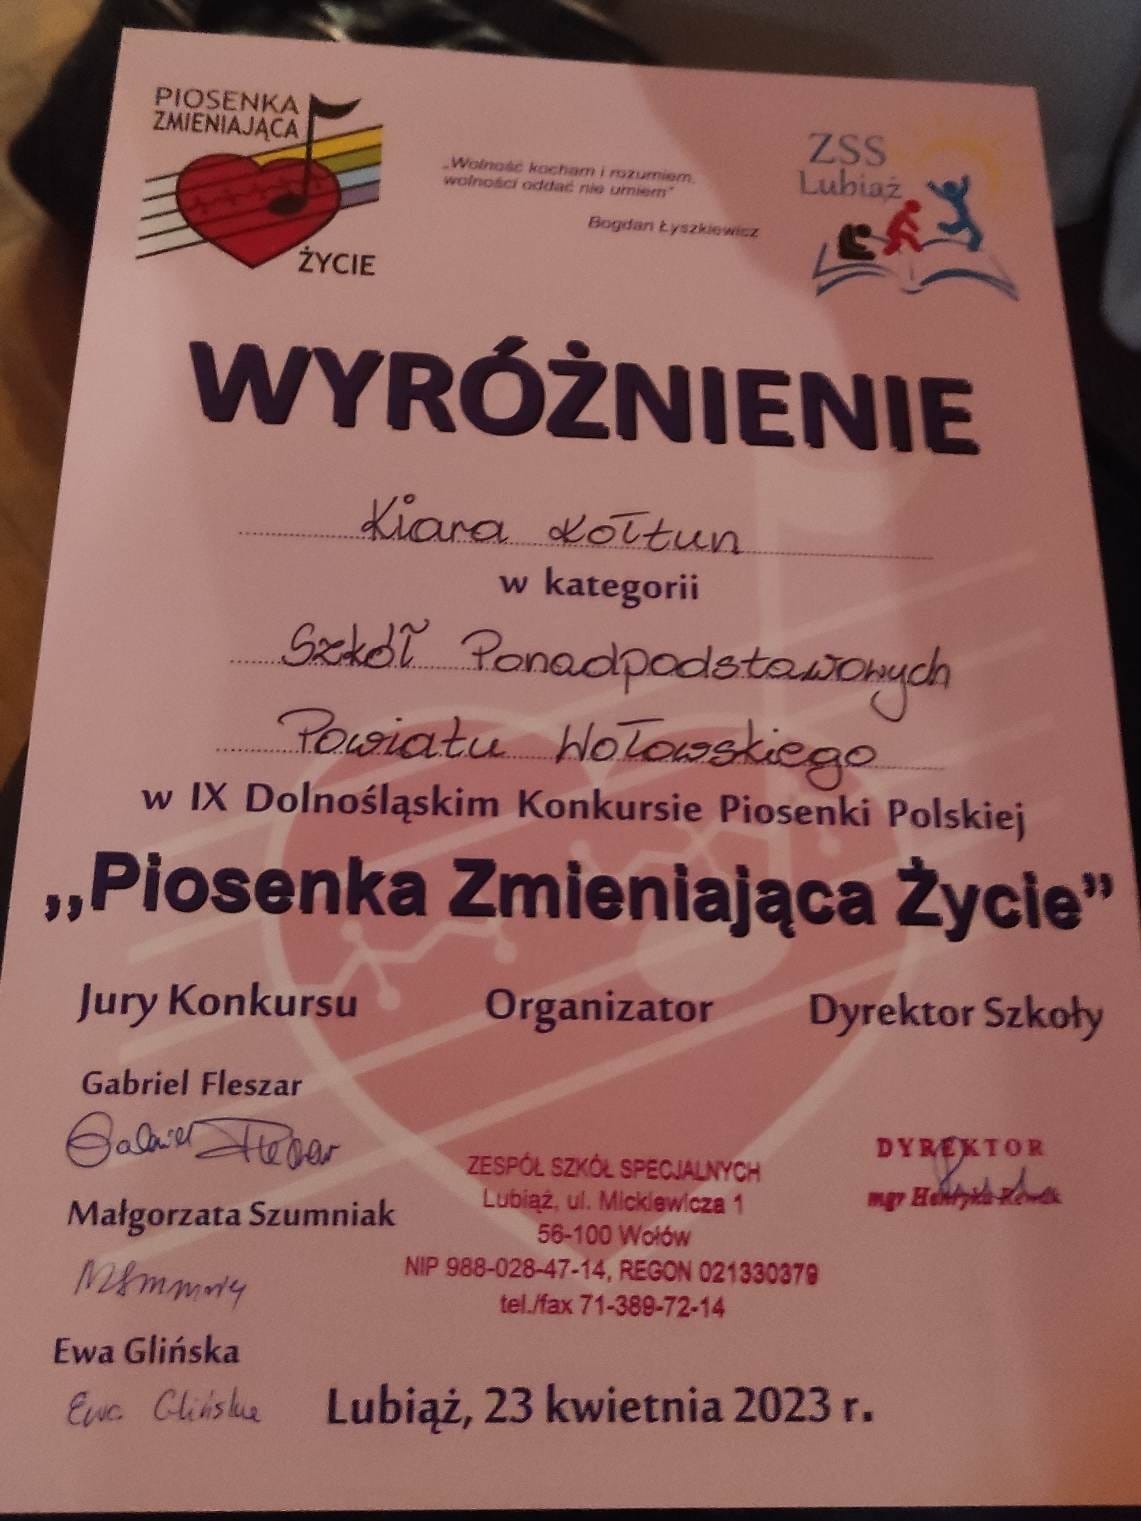 PIOSENKA
ZMIENIAJĄCA
ŻYCIE
„Wolność kocham i rozumiem,
wolności oddać nie umiem"
Bogdan Łyszkiewicz
ZSS
Lubiąż
WYRÓŻNIENIE
Kiara Kołtun
w kategorii
Szkół Ponadpodstawowych
Powiatu Wołowskiego
w IX Dolnośląskim Konkursie Piosenki Polskiej
„Piosenka Zmieniająca Życie”
Jury Konkursu
Organizator
Dyrektor Szkoły
Gabriel Fleszar
Gabriel Fleszar
Małgorzata Szumniak
Ewa Glińska
Ewa Glińska
ZESPÓŁ SZKÓŁ SPECJALNYCH
Lubiąż, ul. Mickiewicza 1
56-100 Wołów
NIP 988-028-47-14, REGON 021330379
tel./fax 71-389-72-14
DYREKTOR
mgr Henryka
Lubiąż, 23 kwietnia 2023 r.